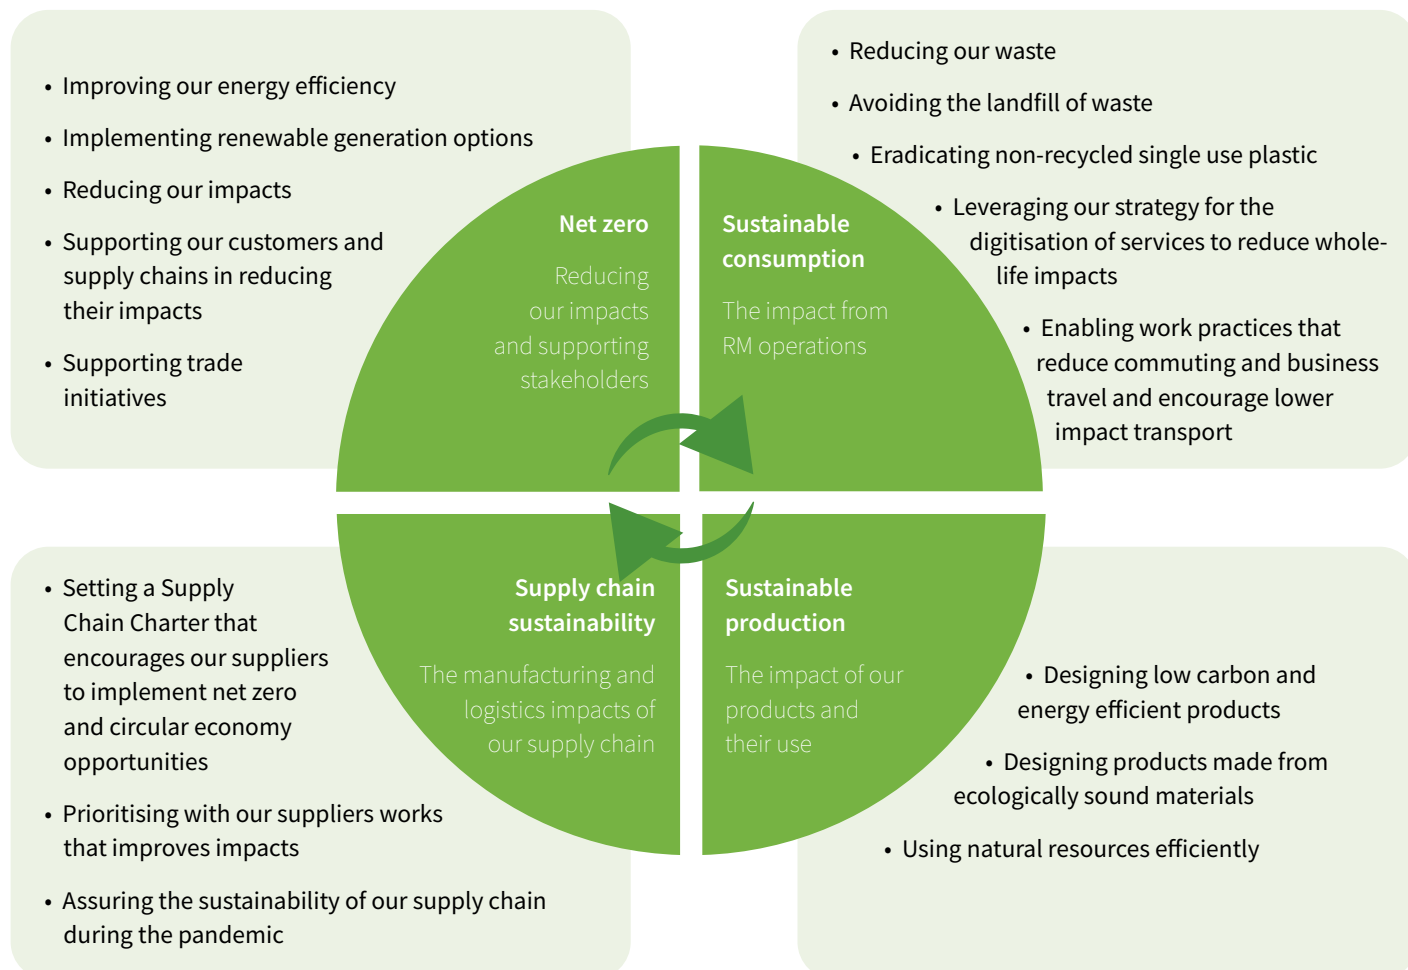 • Improving our energy efficiency
• Implementing renewable generation options
• Reducing our impacts
• Supporting our customers and
supply chains in reducing
their impacts
• Supporting trade
initiatives
Net zero
Reducing
our impacts
and supporting
stakeholders
Sustainable
consumption
The impact from
RM operations
• Reducing our waste
• Avoiding the landfill of waste
• Eradicating non-recycled single use plastic
• Leveraging our strategy for the
digitisation of services to reduce whole-
life impacts
• Enabling work practices that
reduce commuting and business
travel and encourage lower
impact transport
• Setting a Supply
Chain Charter that
encourages our suppliers
to implement net zero
and circular economy
opportunities
• Prioritising with our suppliers works
that improves impacts
• Assuring the sustainability of our supply chain
during the pandemic
Supply chain
sustainability
The manufacturing and
logistics impacts of
our supply chain
Sustainable
production
The impact of our
products and
their use
• Designing low carbon and
energy efficient products
• Designing products made from
ecologically sound materials
• Using natural resources efficiently